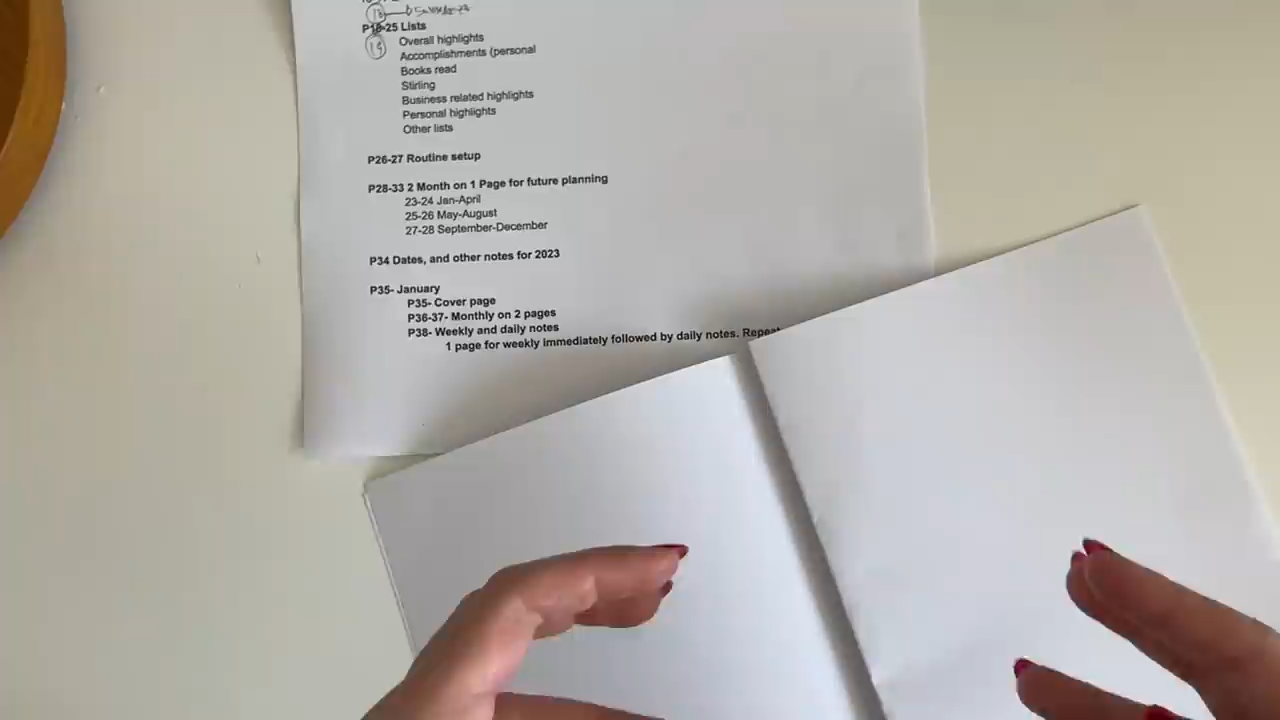 18
P18-25 Lists
19
Overall highlights
Accomplishments (personal
Books read
Stirling
Business related highlights
Personal highlights
Other lists
P26-27 Routine setup
P28-33 2 Month on 1 Page for future planning
23-24 Jan-April
25-26 May-August
27-28 September-December
P34 Dates, and other notes for 2023
P35- January
P35- Cover page
P36-37- Monthly on 2 pages
P38- Weekly and daily notes
1 page for weekly immediately followed by daily notes. Repeat